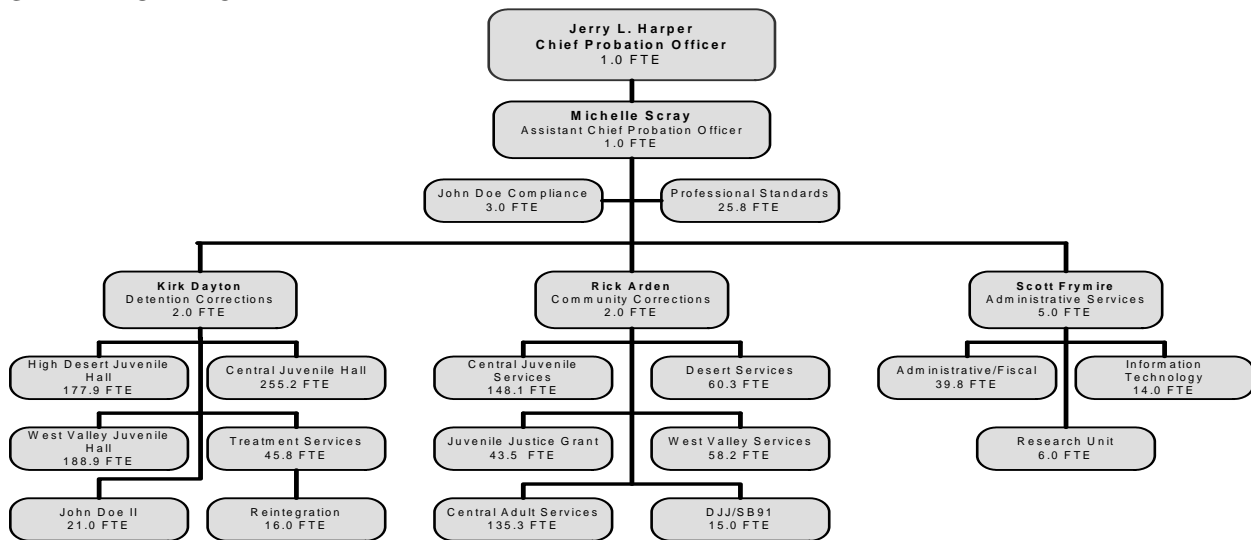 Jerry L. Harper
Chief Probation Officer
1.0 FTE
Michelle Scray
Assistant Chief Probation Officer
1.0 FTE
John Doe Compliance
3.0 FTE
Professional Standards
25.8 FTE
Kirk Dayton
Detention Corrections
2.0 FTE
Rick Arden
Community Corrections
2.0 FTE
Scott Frymire
Administrative Services
5.0 FTE
High Desert Juvenile
Hall
177.9 FTE
Central Juvenile Hall
255.2 FTE
Central Juvenile
Services
148.1 FTE
Desert Services
60.3 FTE
Administrative/Fiscal
39.8 FTE
Information
Technology
14.0 FTE
West Valley Juvenile
Hall
188.9 FTE
Treatment Services
45.8 FTE
Juvenile Justice Grant
43.5 FTE
West Valley Services
58.2 FTE
Research Unit
6.0 FTE
John Doe II
21.0 FTE
Reintegration
16.0 FTE
Central Adult Services
135.3 FTE
DJJ/SB91
15.0 FTE